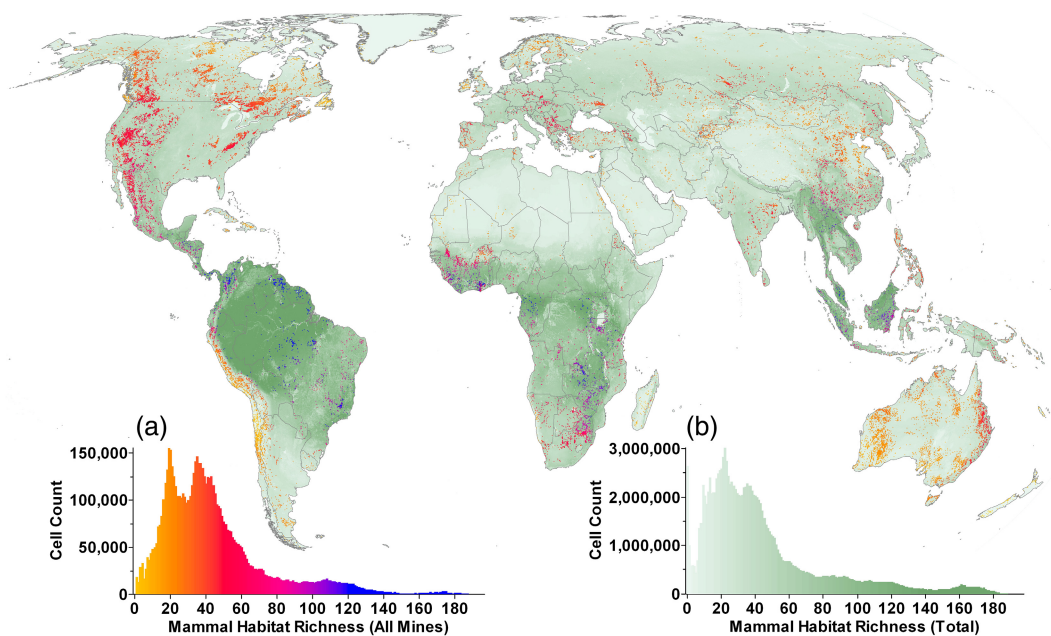 (a)
150,000
100,000
50,000
0
Cell Count
0 20 40 60 80 100 120 140 160 180
Mammal Habitat Richness (All Mines)
(b)
3,000,000
2,000,000
1,000,000
0
Cell Count
0 20 40 60 80 100 120 140 160 180
Mammal Habitat Richness (Total)